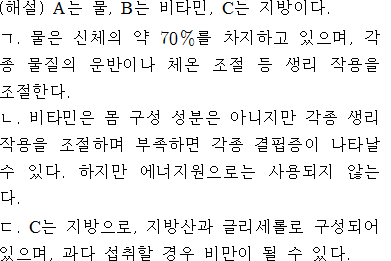 (해설) A는 물, B는 비타민, C는 지방이다.
ㄱ. 물은 신체의 약 70%를 차지하고 있으며, 각
종 물질의 운반이나 체온 조절 등 생리 작용을
조절한다.
ㄴ. 비타민은 몸 구성 성분은 아니지만 각종 생리
작용을 조절하며 부족하면 각종 결핍증이 나타날
수 있다. 하지만 에너지원으로는 사용되지 않는
다.
ㄷ. C는 지방으로, 지방산과 글리세롤로 구성되어
있으며, 과다 섭취할 경우 비만이 될 수 있다.